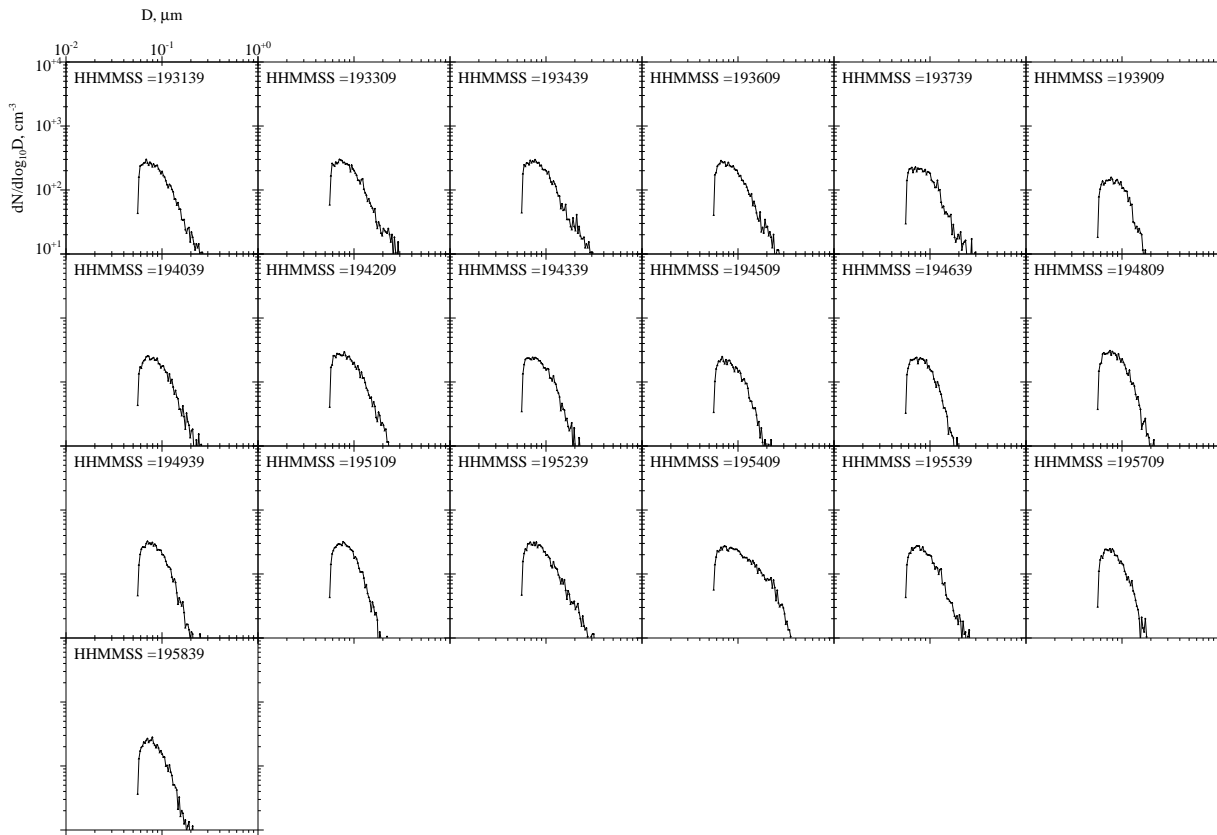 D, μm
10-2 10-1 10+0
10+4
HHMMSS =193139 HHMMSS =193309 HHMMSS =193439 HHMMSS =193609 HHMMSS =193739 HHMMSS =193909
10+3
dN/dlog10D, cm-3
10+2
10+1
HHMMSS =194039 HHMMSS =194209 HHMMSS =194339 HHMMSS =194509 HHMMSS =194639 HHMMSS =194809
HHMMSS =194939 HHMMSS =195109 HHMMSS =195239 HHMMSS =195409 HHMMSS =195539 HHMMSS =195709
HHMMSS =195839